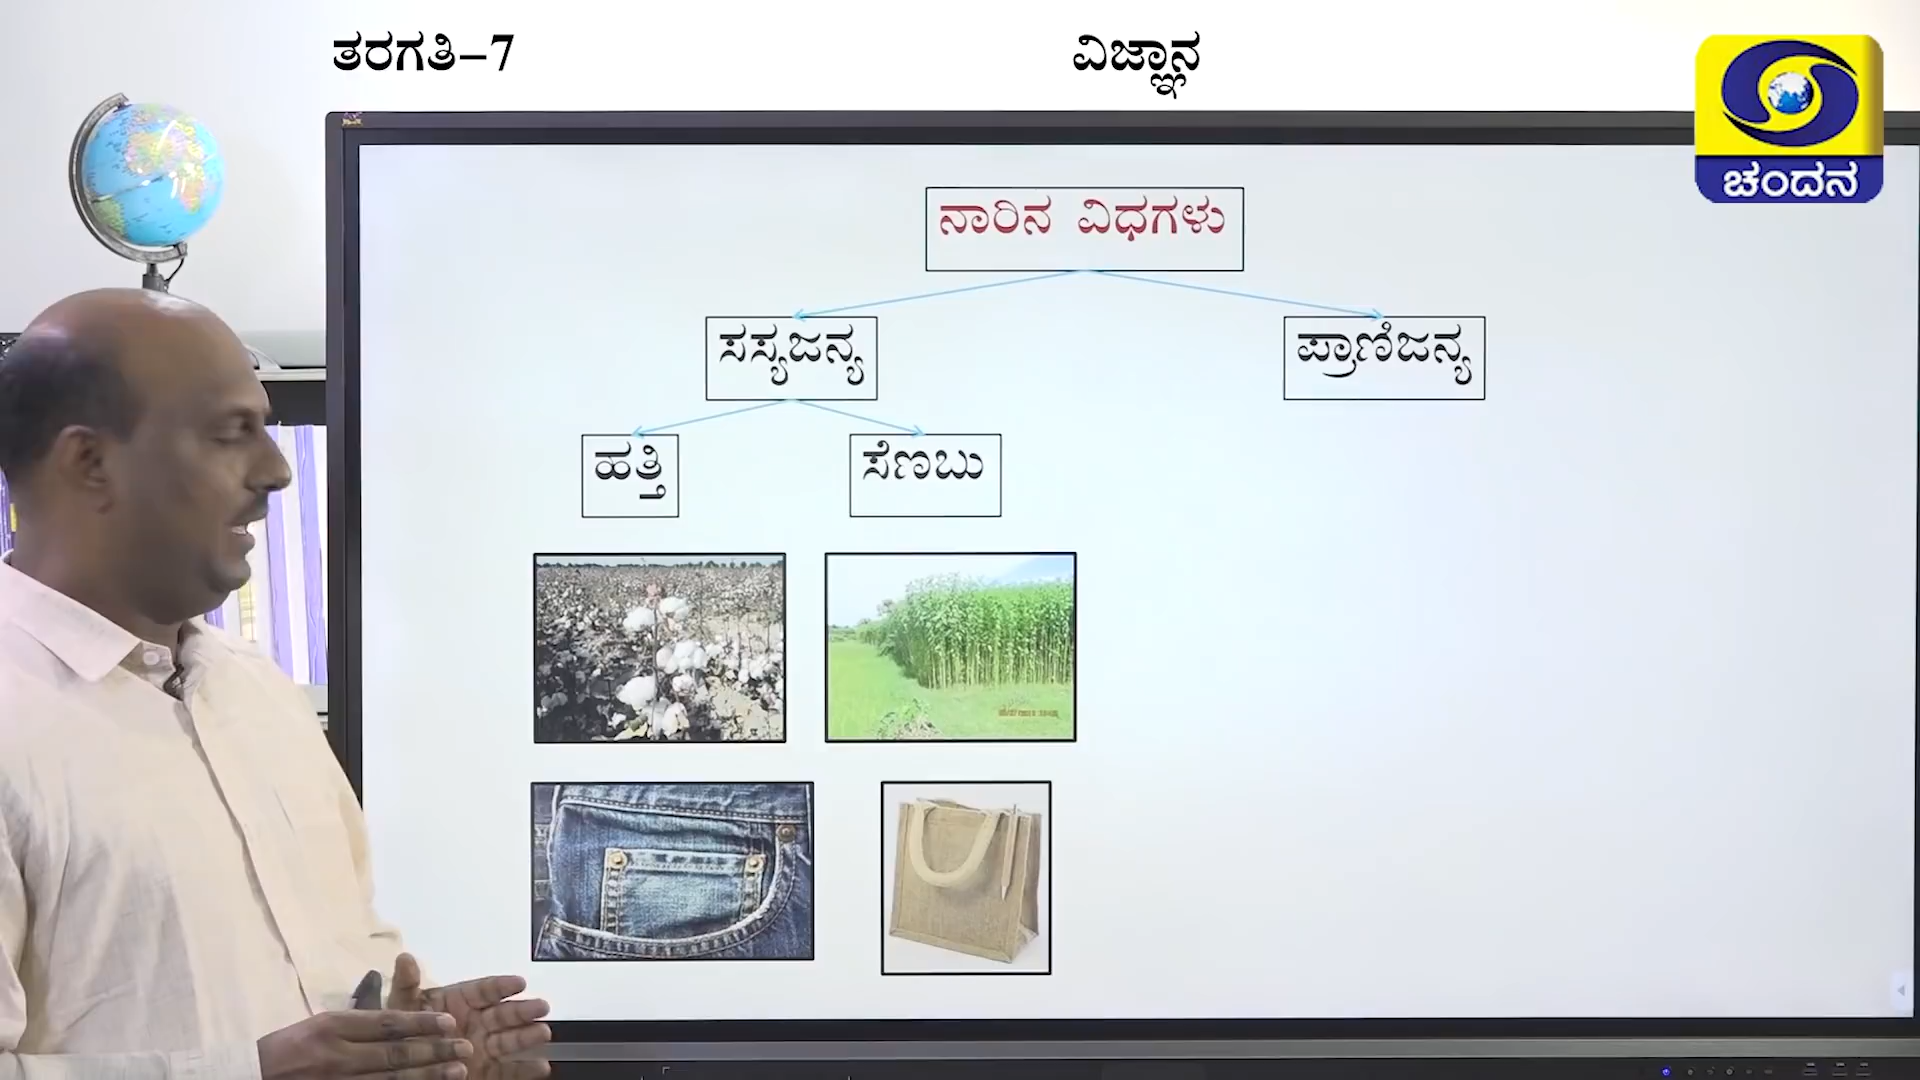 ತರಗತಿ–7
ವಿಜ್ಞಾನ
ಚಂದನ
ನಾರಿನ ವಿಧಗಳು
ಸಸ್ಯಜನ್ಯ
ಪ್ರಾಣಿಜನ್ಯ
ಹತ್ತಿ
ಸೆಣಬು